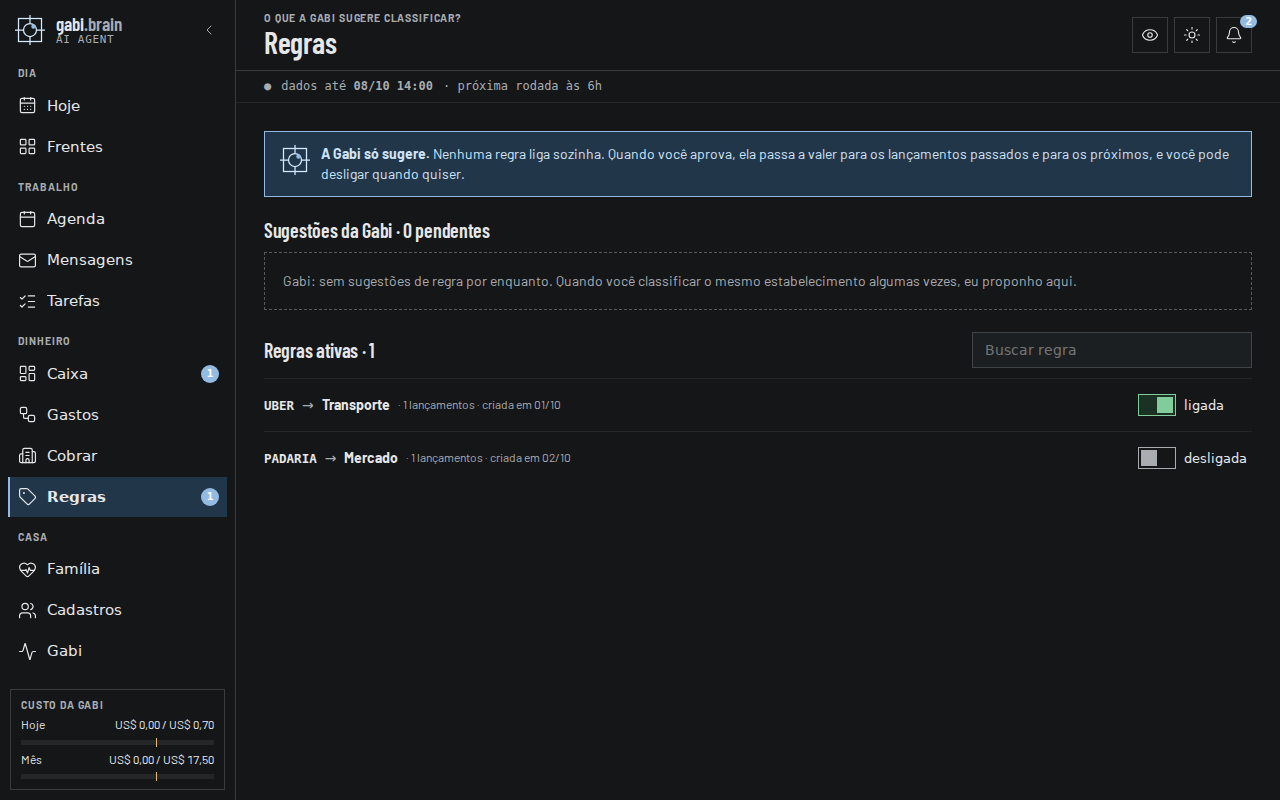 gabi.brain
AI AGENT
DIA
Hoje
Frentes
TRABALHO
Agenda
Mensagens
Tarefas
DINHEIRO
Caixa 1
Gastos
Cobrar
Regras 1
CASA
Família
Cadastros
Gabi
CUSTO DA GABI
Hoje US$ 0,00 / US$ 0,70
Mês US$ 0,00 / US$ 17,50
O QUE A GABI SUGERE CLASSIFICAR?
Regras
2
● dados até 08/10 14:00 · próxima rodada às 6h
A Gabi só sugere. Nenhuma regra liga sozinha. Quando você aprova, ela passa a valer para os lançamentos passados e para os próximos, e você pode
desligar quando quiser.
Sugestões da Gabi · 0 pendentes
Gabi: sem sugestões de regra por enquanto. Quando você classificar o mesmo estabelecimento algumas vezes, eu proponho aqui.
Regras ativas · 1
Buscar regra
UBER → Transporte · 1 lançamentos · criada em 01/10 ligada
PADARIA → Mercado · 1 lançamentos · criada em 02/10 desligada